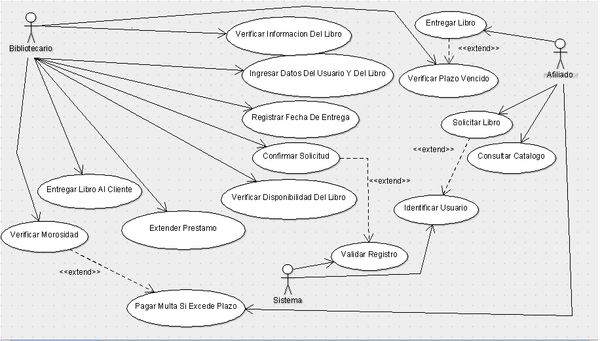 Entregar Libro
Bibliotecario
Verificar Informacion Del Libro
<<extend>>
Ingresar Datos Del Usuario Y Del Libro
Verificar Plazo Vencido
Afiliado
Registrar Fecha De Entrega
Solicitar Libro
Confirmar Solicitud
<<extend>>
Consultar Catalogo
<<extend>>
Entregar Libro Al Cliente
Verificar Disponibilidad Del Libro
Identificar Usuario
Extender Prestamo
Verificar Morosidad
Validar Registro
<<extend>>
Sistema
Pagar Multa Si Excede Plazo